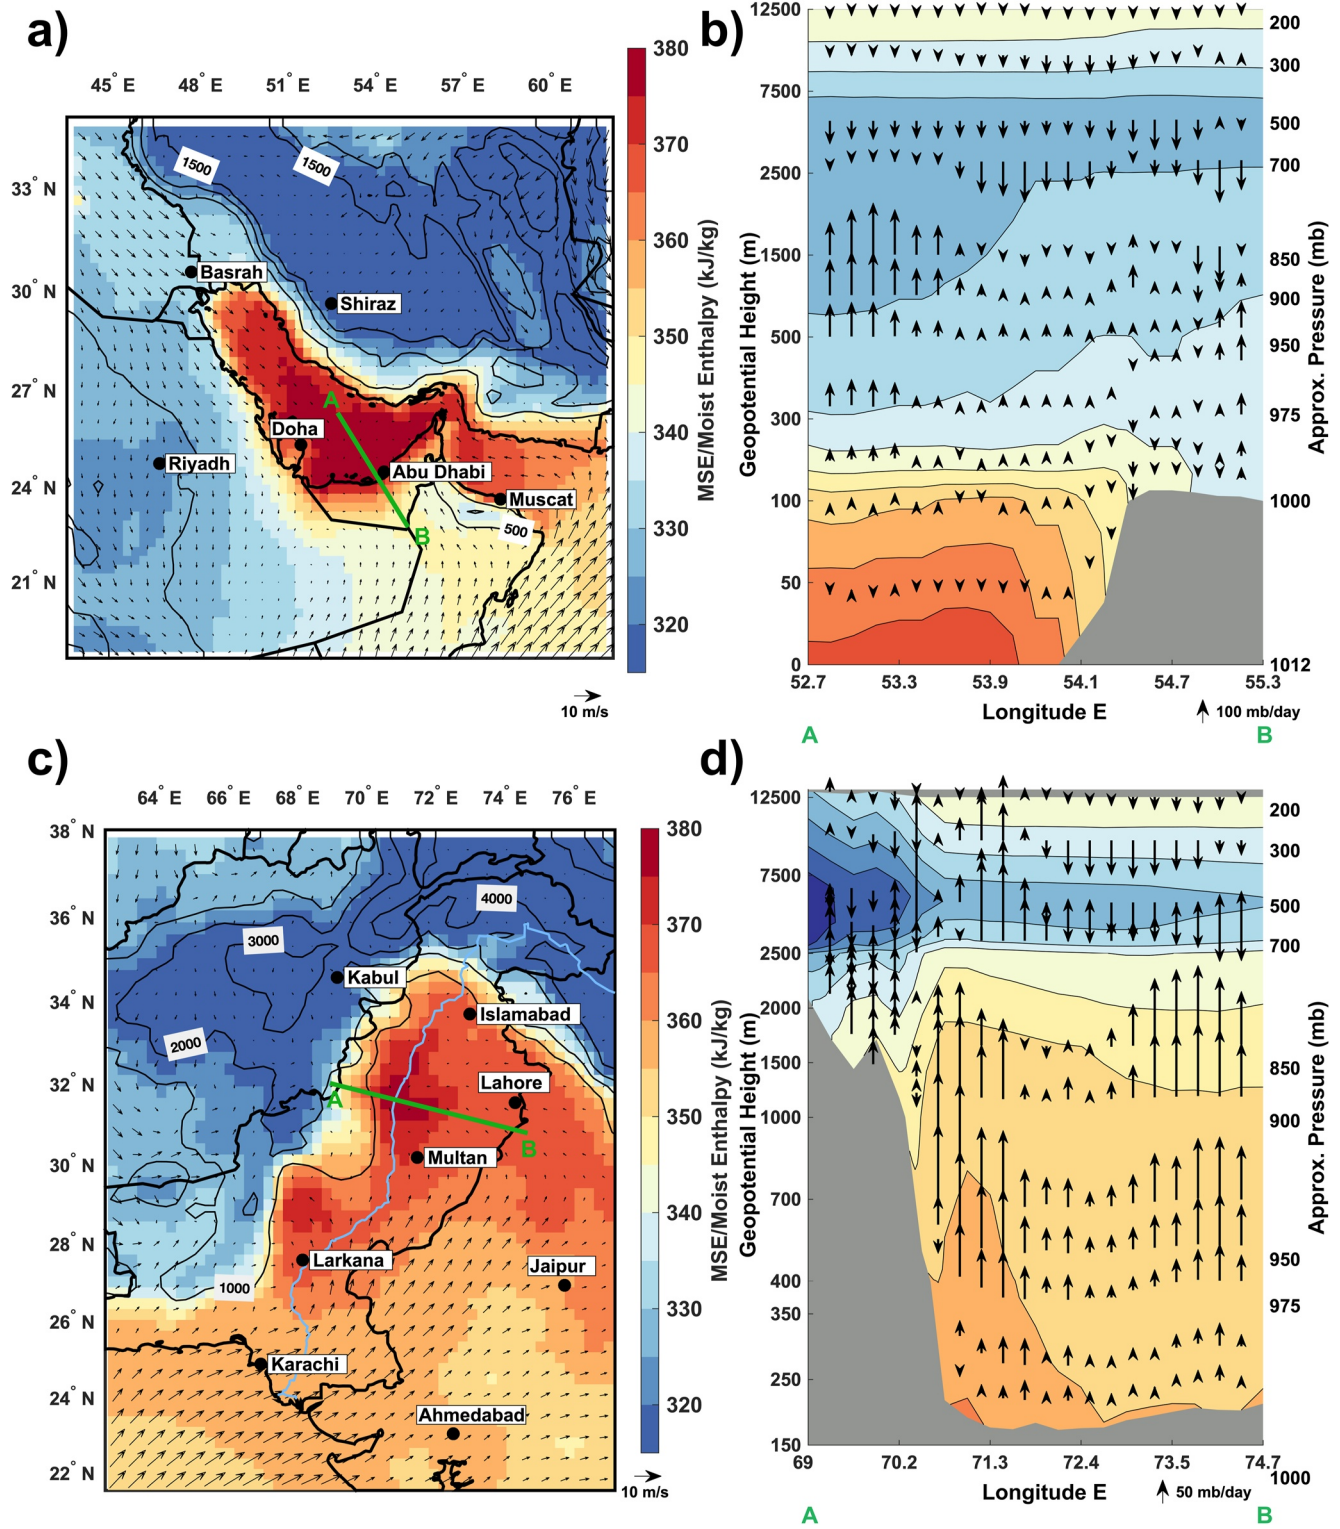 a)
45° E 48° E 51° E 54° E 57° E 60° E
33° N
30° N
27° N
24° N
21° N
1500
1500
Basrah
Shiraz
A
Doha
Riyadh
Abu Dhabi
Muscat
500
B
10 m/s
380
370
360
350
340
330
320
MSE/Moist Enthalpy (kJ/kg)
b)
12500
7500
2500
1500
500
300
100
50
0
Geopotential Height (m)
200
300
500
700
850
900
950
975
1000
1012
Approx. Pressure (mb)
52.7 53.3 53.9 54.1 54.7 55.3
Longitude E
100 mb/day
A B
c)
64° E 66° E 68° E 70° E 72° E 74° E 76° E
38° N
36° N
34° N
32° N
30° N
28° N
26° N
24° N
22° N
4000
3000
Kabul
Islamabad
2000
Lahore
A
B
Multan
Larkana
1000
Jaipur
Karachi
Ahmedabad
10 m/s
380
370
360
350
340
330
320
MSE/Moist Enthalpy (kJ/kg)
d)
12500
7500
2500
2000
1500
1000
700
400
350
250
150
Geopotential Height (m)
200
300
500
700
850
900
950
975
1000
Approx. Pressure (mb)
69 70.2 71.3 72.4 73.5 74.7
Longitude E
50 mb/day
A B